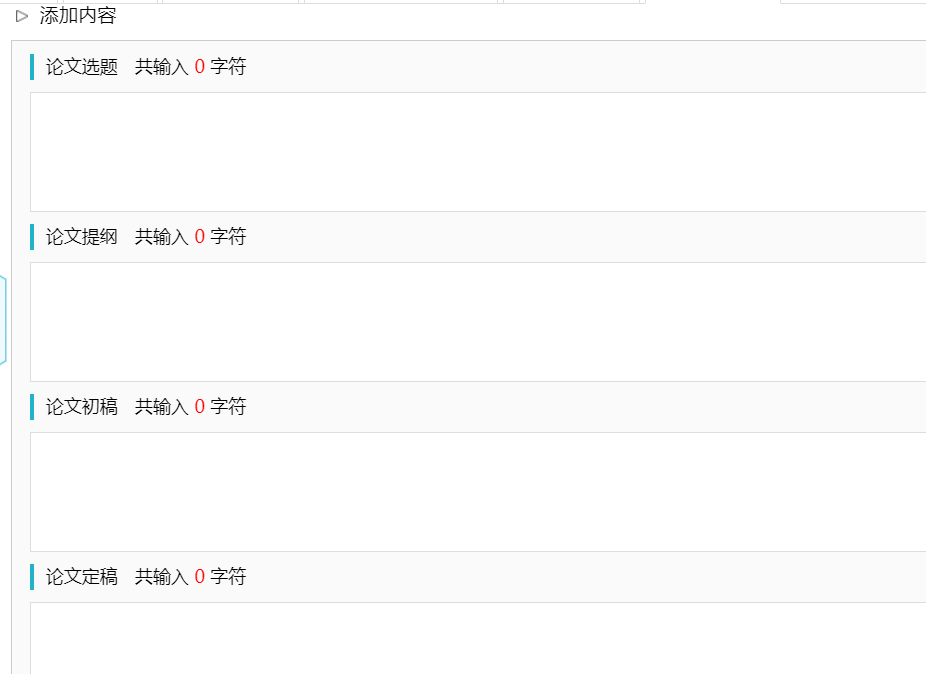 添加内容
论文选题 共输入 0 字符
论文提纲 共输入 0 字符
论文初稿 共输入 0 字符
论文定稿 共输入 0 字符